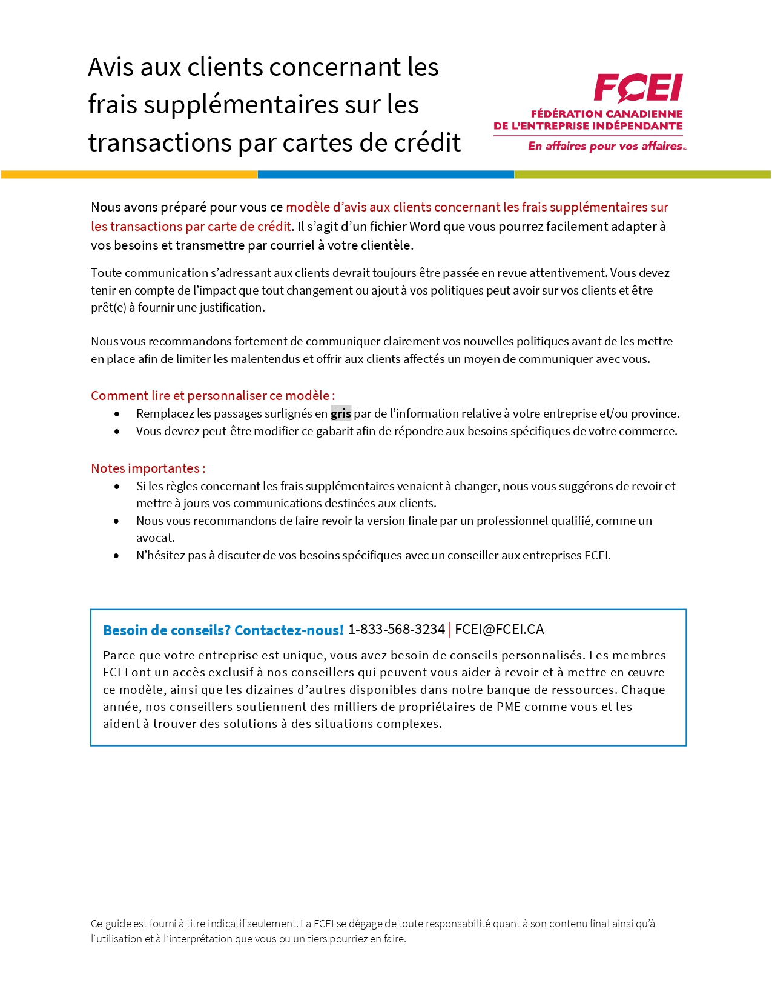 Avis aux clients concernant les
frais supplémentaires sur les
transactions par cartes de crédit
FCEI
FÉDÉRATION CANADIENNE
DE L'ENTREPRISE INDÉPENDANTE
En affaires pour vos affaires.
Nous avons préparé pour vous ce modèle d’avis aux clients concernant les frais supplémentaires sur
les transactions par carte de crédit. Il s’agit d’un fichier Word que vous pourrez facilement adapter à
vos besoins et transmettre par courriel à votre clientèle.
Toute communication s’adressant aux clients devrait toujours être passée en revue attentivement. Vous devez
tenir en compte de l’impact que tout changement ou ajout à vos politiques peut avoir sur vos clients et être
prêt(e) à fournir une justification.
Nous vous recommandons fortement de communiquer clairement vos nouvelles politiques avant de les mettre
en place afin de limiter les malentendus et offrir aux clients affectés un moyen de communiquer avec vous.
Comment lire et personnaliser ce modèle :
• Remplacez les passages surlignés en gris par de l’information relative à votre entreprise et/ou province.
• Vous devrez peut-être modifier ce gabarit afin de répondre aux besoins spécifiques de votre commerce.
Notes importantes :
• Si les règles concernant les frais supplémentaires venaient à changer, nous vous suggérons de revoir et
mettre à jours vos communications destinées aux clients.
• Nous vous recommandons de faire revoir la version finale par un professionnel qualifié, comme un
avocat.
• N’hésitez pas à discuter de vos besoins spécifiques avec un conseiller aux entreprises FCEI.
Besoin de conseils? Contactez-nous! 1-833-568-3234 | FCEI@FCEI.CA
Parce que votre entreprise est unique, vous avez besoin de conseils personnalisés. Les membres
FCEI ont un accès exclusif à nos conseillers qui peuvent vous aider à revoir et à mettre en œuvre
ce modèle, ainsi que les dizaines d’autres disponibles dans notre banque de ressources. Chaque
année, nos conseillers soutiennent des milliers de propriétaires de PME comme vous et les
aident à trouver des solutions à des situations complexes.
Ce guide est fourni à titre indicatif seulement. La FCEI se dégage de toute responsabilité quant à son contenu final ainsi qu’à
l’utilisation et à l’interprétation que vous ou un tiers pourriez en faire.